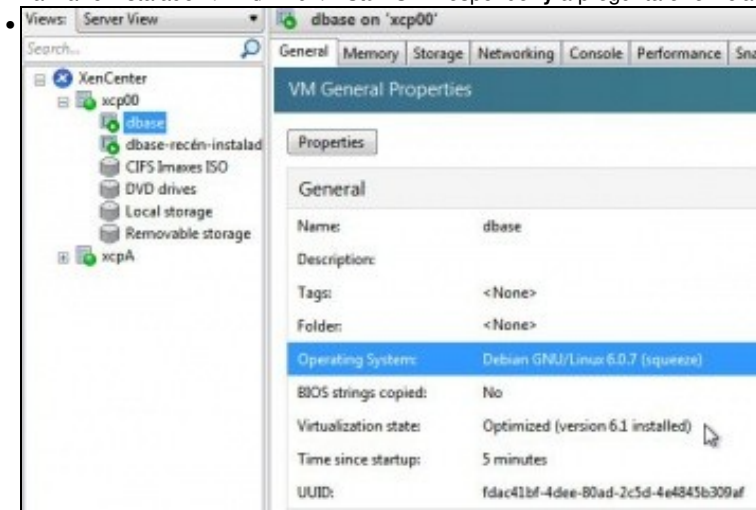 Views: Server View
dbase on 'xcp00'
Search...
General Memory Storage Networking Console Performance Sna
XenCenter
xcp00
dbase
dbase-recén-instalad
CIFS Imaxes ISO
DVD drives
Local storage
Removable storage
xcpA
VM General Properties
Properties
General
Name: dbase
Description:
Tags: <None>
Folder: <None>
Operating System: Debian GNU/Linux 6.0.7 (squeeze)
BIOS strings copied: No
Virtualization state: Optimized (version 6.1 installed)
Time since startup: 5 minutes
UUID: fdac41bf-4dee-80ad-2c5d-4e4845b309af